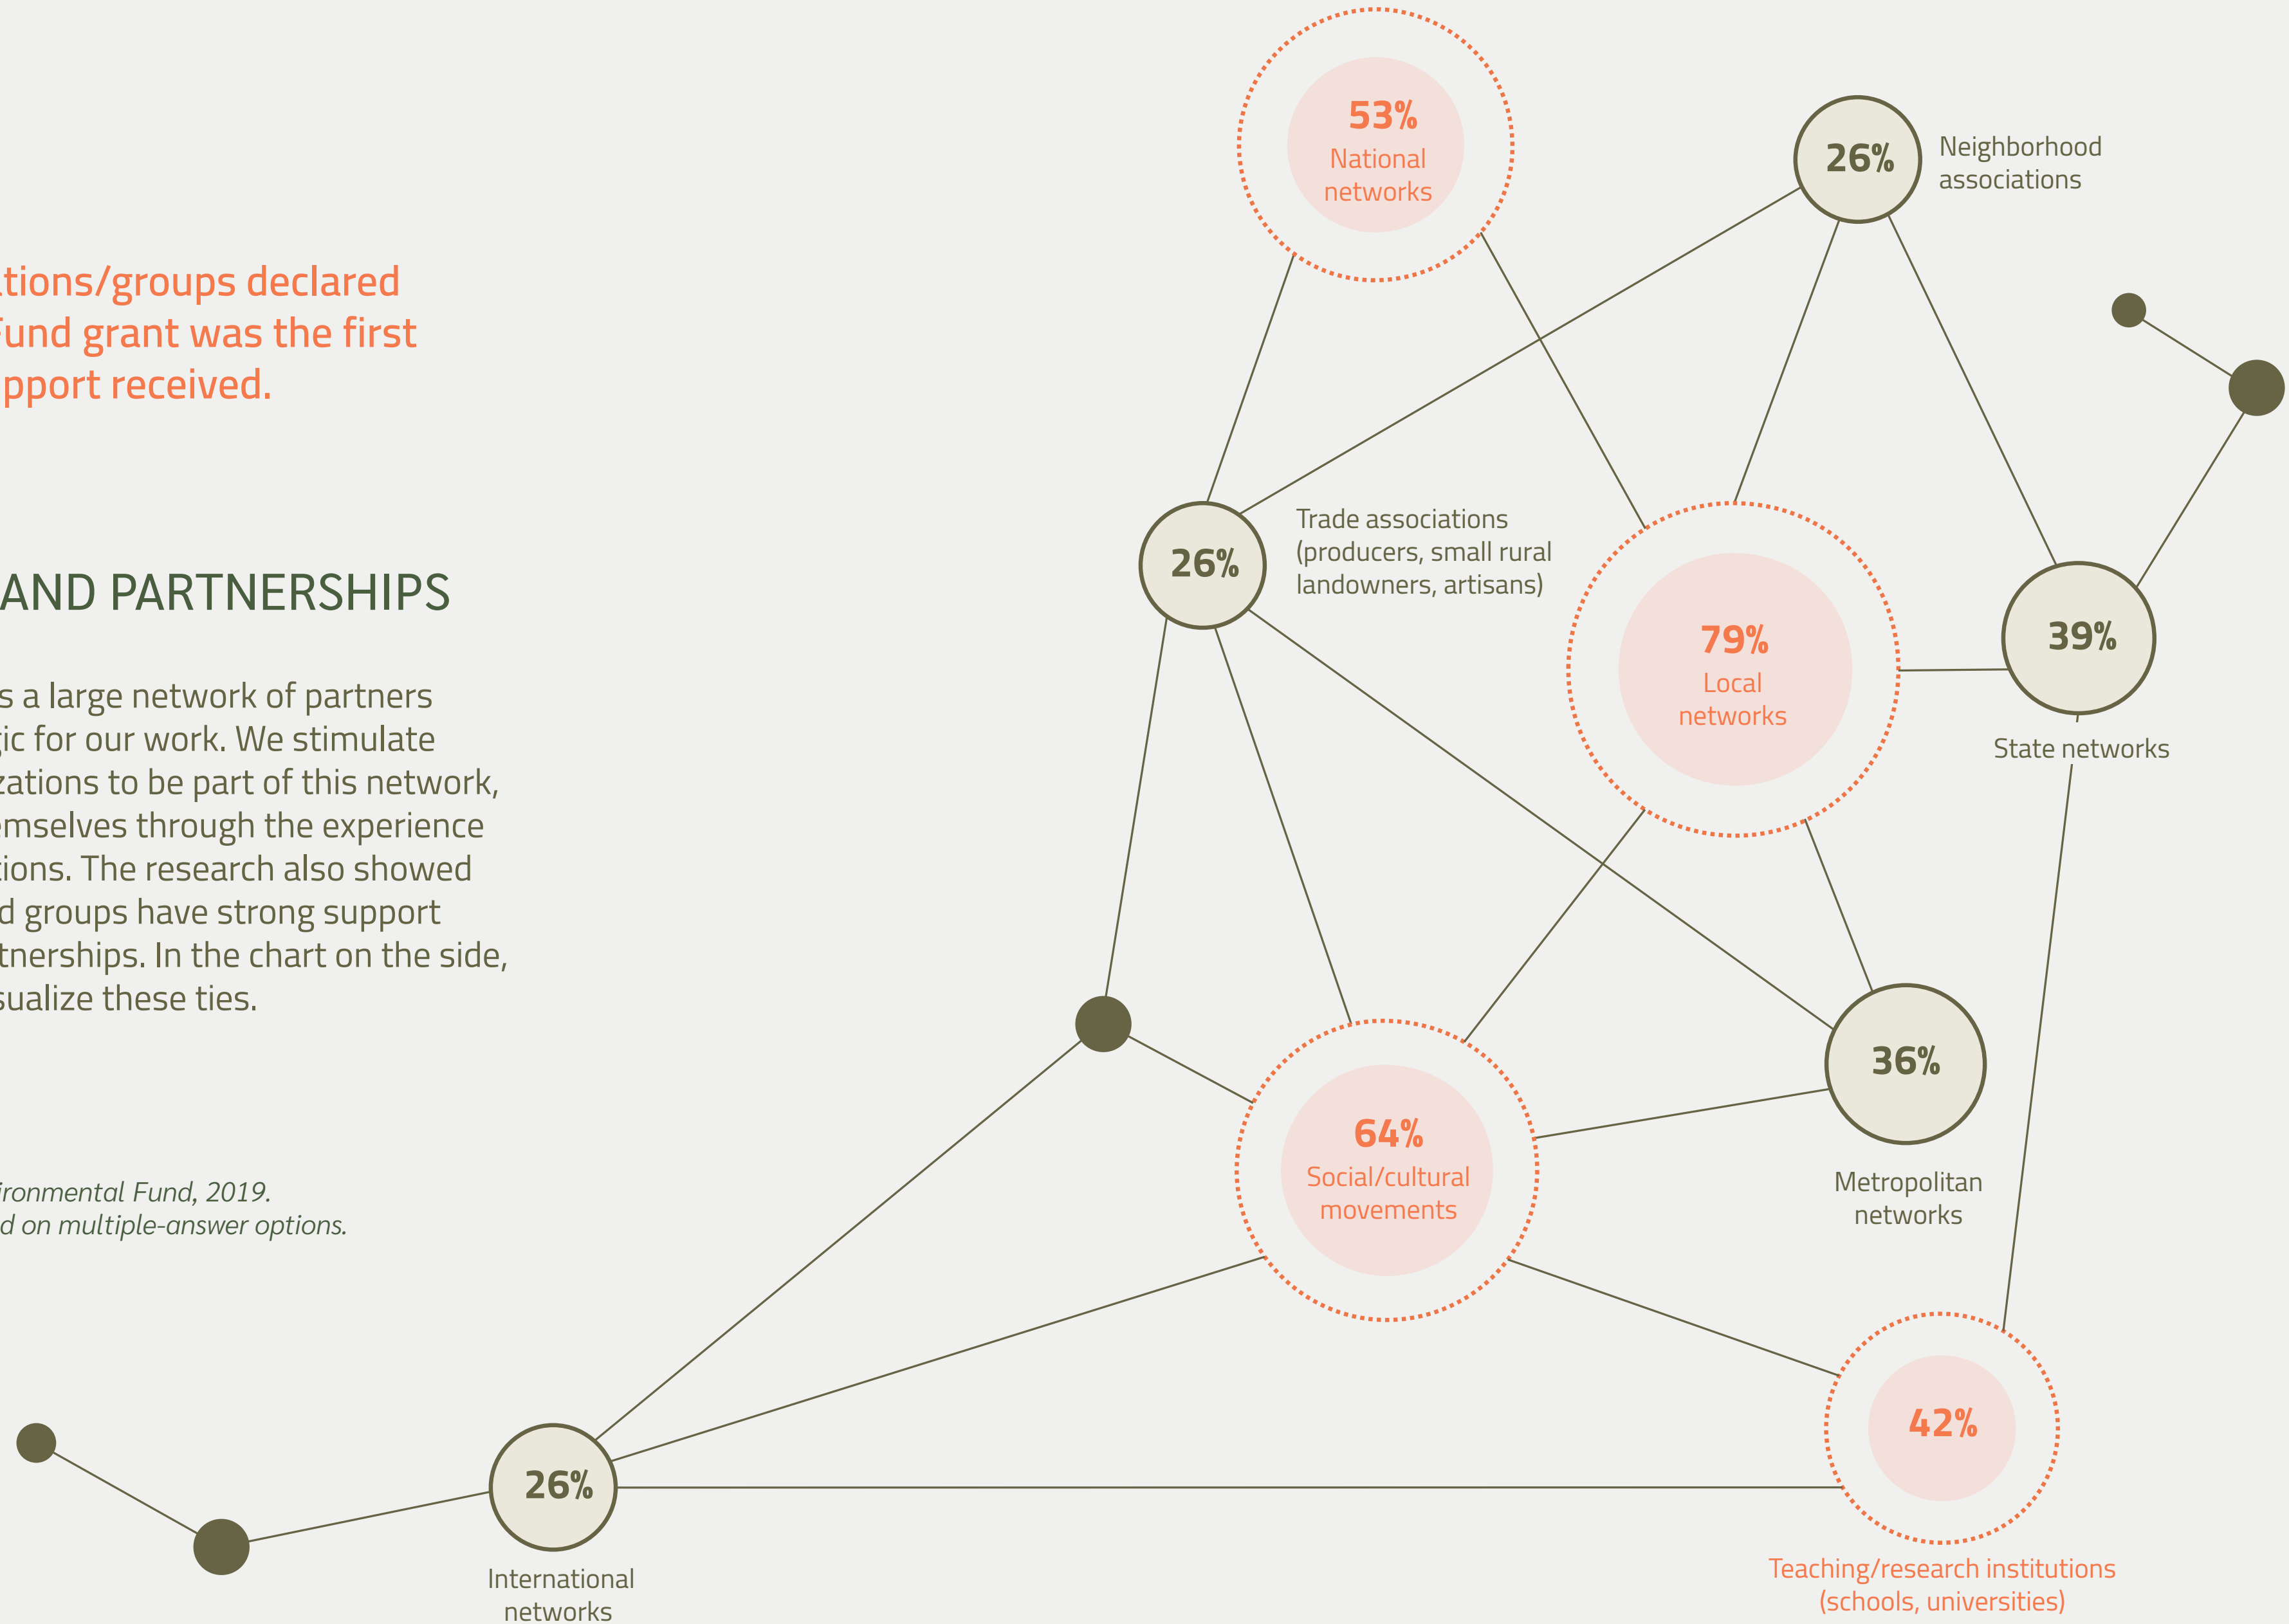 tions/groups declared
Fund grant was the first
pport received.
AND PARTNERSHIPS
s a large network of partners
gic for our work. We stimulate
zations to be part of this network,
emselves through the experience
tions. The research also showed
d groups have strong support
tnerships. In the chart on the side,
sualize these ties.
ironmental Fund, 2019.
d on multiple-answer options.
53%
National
networks
26%
Neighborhood
associations
26%
Trade associations
(producers, small rural
landowners, artisans)
79%
Local
networks
39%
State networks
64%
Social/cultural
movements
36%
Metropolitan
networks
42%
Teaching/research institutions
(schools, universities)
26%
International
networks